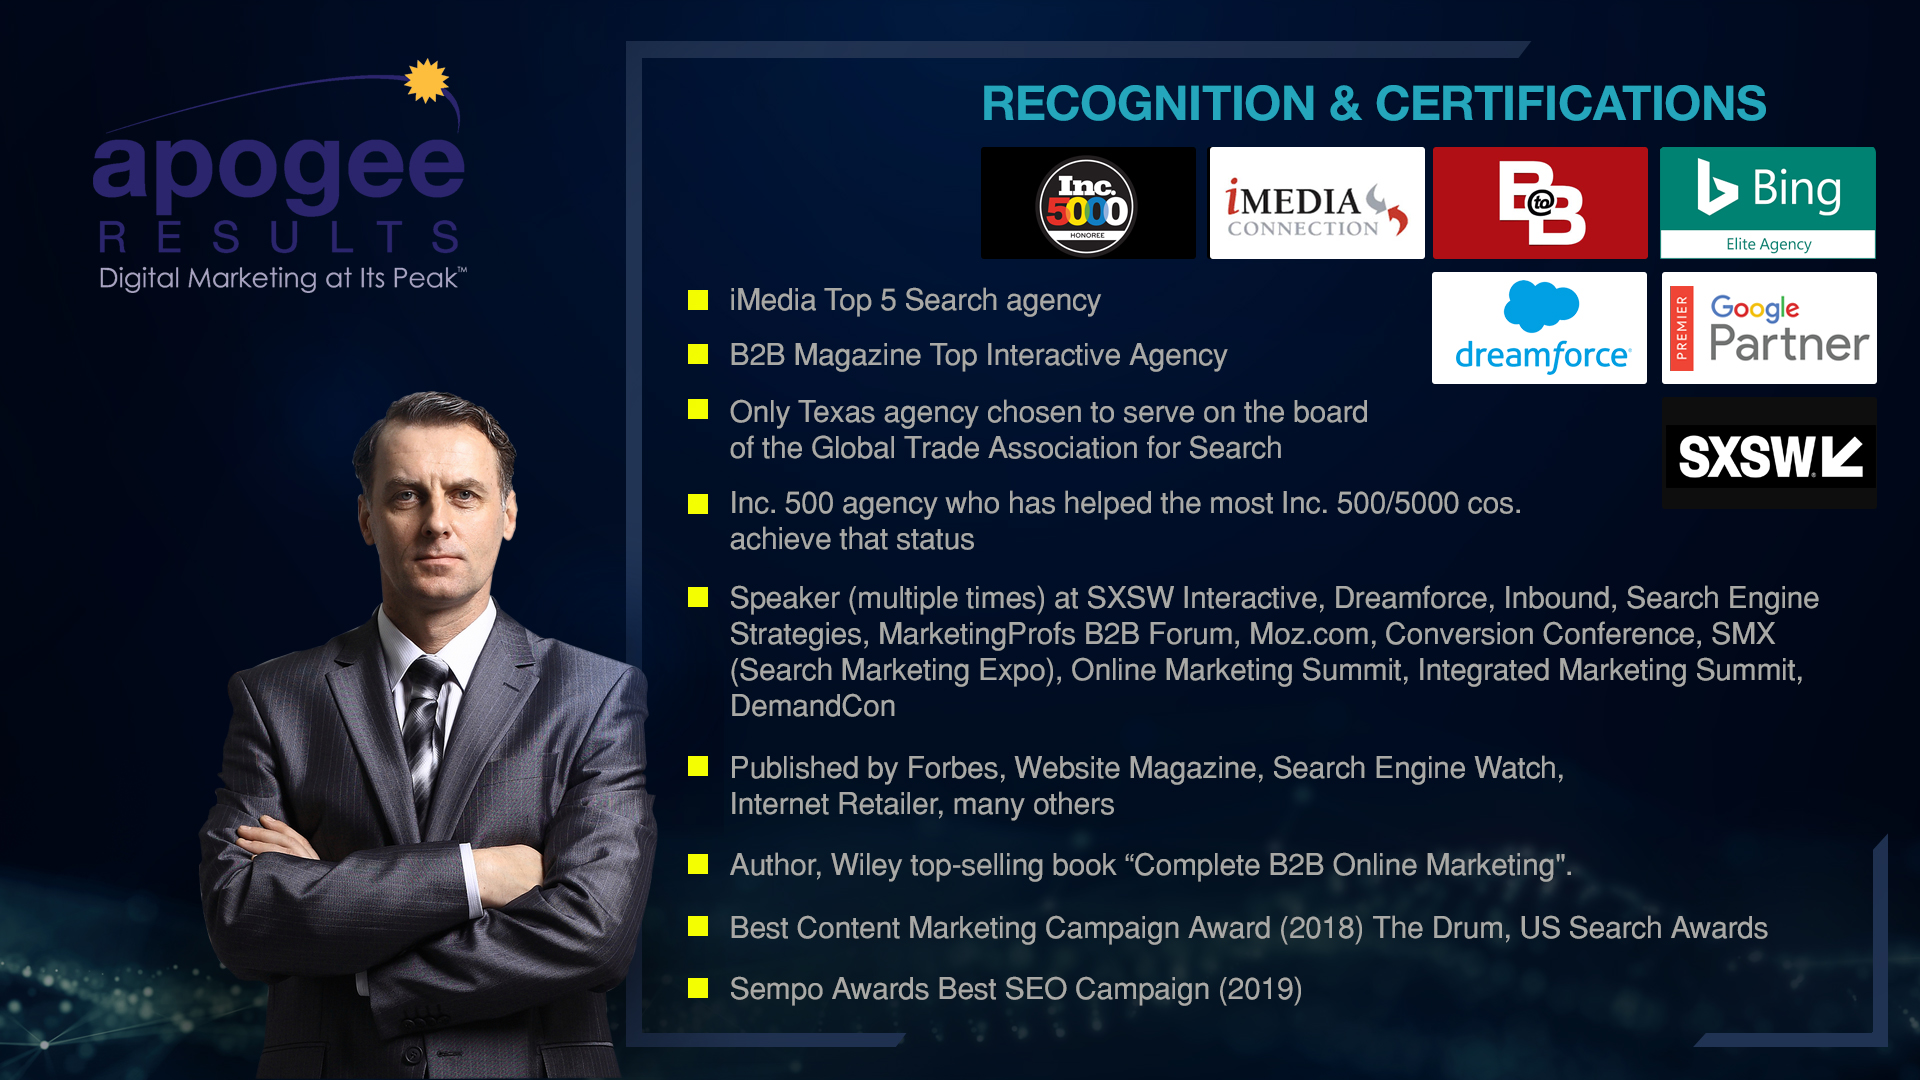 apogee
RESULTS
Digital Marketing at Its Peak™
RECOGNITION & CERTIFICATIONS
Inc.
5000
HONOREE
iMEDIA
CONNECTION
B to B
Bing
Elite Agency
dreamforce
PREMIER
Google
Partner
SXSW
iMedia Top 5 Search agency
B2B Magazine Top Interactive Agency
Only Texas agency chosen to serve on the board
of the Global Trade Association for Search
Inc. 500 agency who has helped the most Inc. 500/5000 cos.
achieve that status
Speaker (multiple times) at SXSW Interactive, Dreamforce, Inbound, Search Engine
Strategies, MarketingProfs B2B Forum, Moz.com, Conversion Conference, SMX
(Search Marketing Expo), Online Marketing Summit, Integrated Marketing Summit,
DemandCon
Published by Forbes, Website Magazine, Search Engine Watch,
Internet Retailer, many others
Author, Wiley top-selling book “Complete B2B Online Marketing".
Best Content Marketing Campaign Award (2018) The Drum, US Search Awards
Sempo Awards Best SEO Campaign (2019)